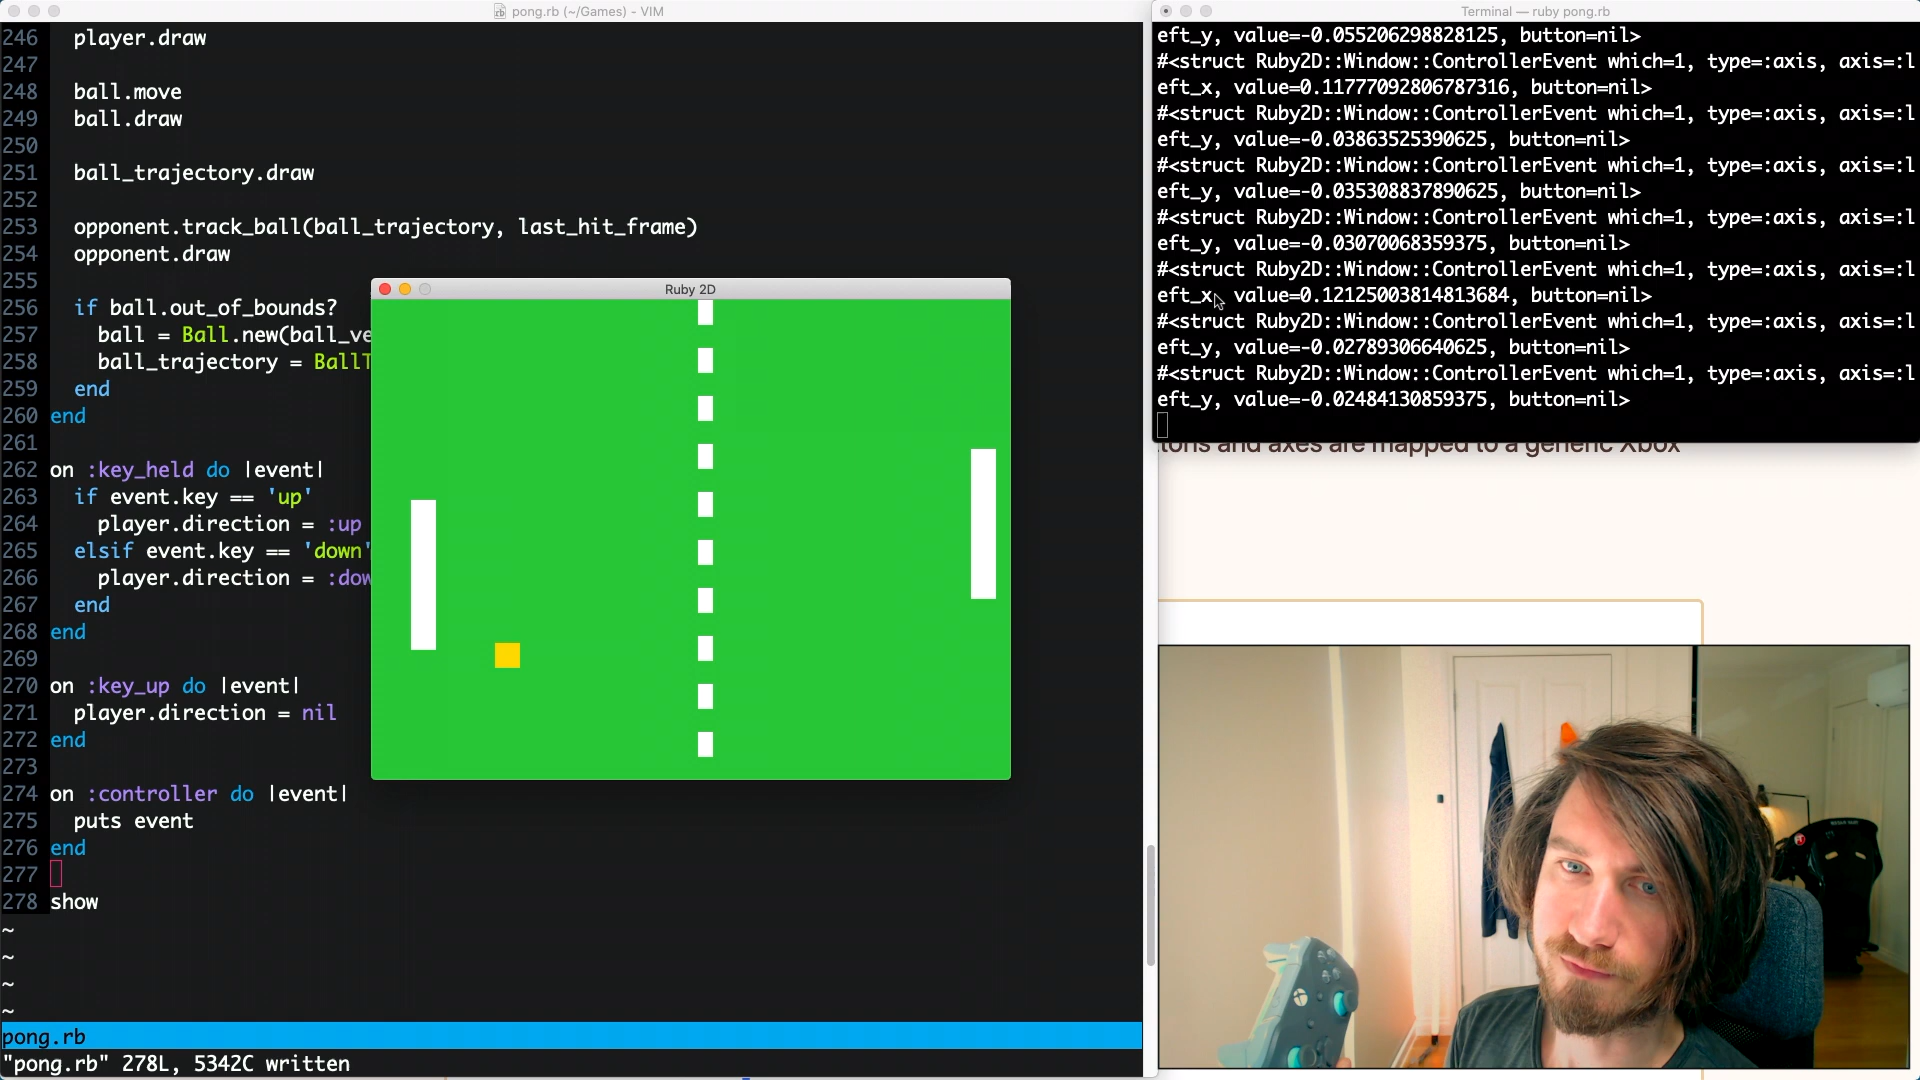 pong.rb (~/Games) - VIM
246 player.draw
247
248 ball.move
249 ball.draw
250
251 ball_trajectory.draw
252
253 opponent.track_ball(ball_trajectory, last_hit_frame)
254 opponent.draw
255
256 if ball.out_of_bounds?
257 ball = Ball.new(ball_ve
258 ball_trajectory = BallT
259 end
260 end
261
262 on :key_held do |event|
263 if event.key == 'up'
264 player.direction = :up
265 elsif event.key == 'down'
266 player.direction = :dow
267 end
268 end
269
270 on :key_up do |event|
271 player.direction = nil
272 end
273
274 on :controller do |event|
275 puts event
276 end
277
278 show
~
~
~
~
pong.rb
"pong.rb" 278L, 5342C written
Ruby 2D
Terminal — ruby pong.rb
eft_y, value=-0.055206298828125, button=nil>
#<struct Ruby2D::Window::ControllerEvent which=1, type=:axis, axis=:l
eft_x, value=0.11777092806787316, button=nil>
#<struct Ruby2D::Window::ControllerEvent which=1, type=:axis, axis=:l
eft_y, value=-0.03863525390625, button=nil>
#<struct Ruby2D::Window::ControllerEvent which=1, type=:axis, axis=:l
eft_y, value=-0.035308837890625, button=nil>
#<struct Ruby2D::Window::ControllerEvent which=1, type=:axis, axis=:l
eft_y, value=-0.03070068359375, button=nil>
#<struct Ruby2D::Window::ControllerEvent which=1, type=:axis, axis=:l
eft_x, value=0.12125003814813684, button=nil>
#<struct Ruby2D::Window::ControllerEvent which=1, type=:axis, axis=:l
eft_y, value=-0.02789306640625, button=nil>
#<struct Ruby2D::Window::ControllerEvent which=1, type=:axis, axis=:l
eft_y, value=-0.02484130859375, button=nil>
tons and axes are mapped to a generic Xbox